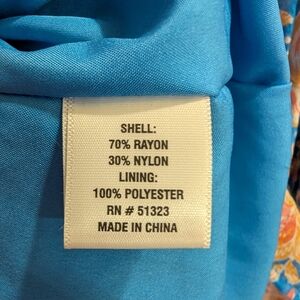 SHELL:
70% RAYON
30% NYLON
LINING:
100% POLYESTER
RN # 51323
MADE IN CHINA